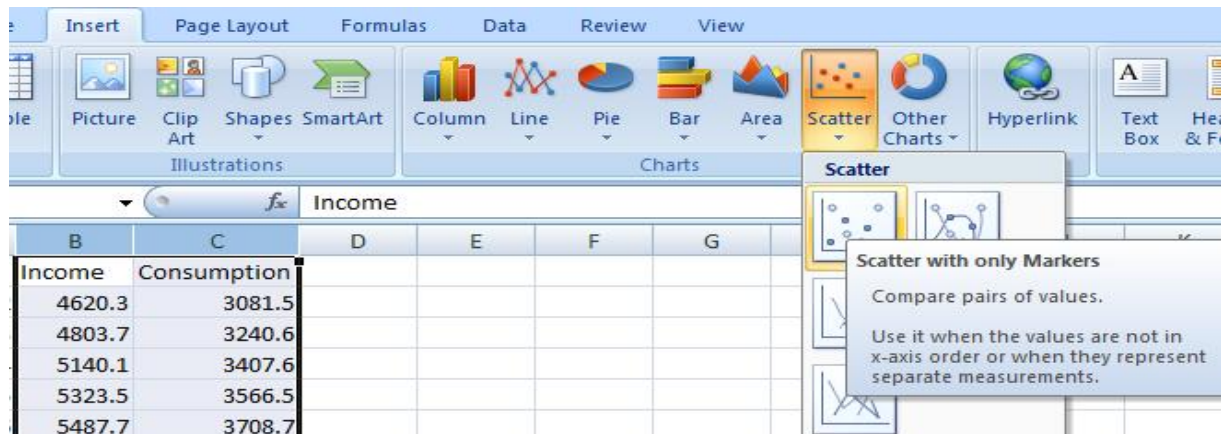 Insert Page Layout Formulas Data Review View
Picture Clip Art Shapes SmartArt Column Line Pie Bar Area Scatter Other Charts Hyperlink Text Box
Illustrations Charts
Scatter
fx Income
B C D E F G
Income Consumption
4620.3 3081.5
4803.7 3240.6
5140.1 3407.6
5323.5 3566.5
5487.7 3708.7
Scatter with only Markers
Compare pairs of values.
Use it when the values are not in
x-axis order or when they represent
separate measurements.